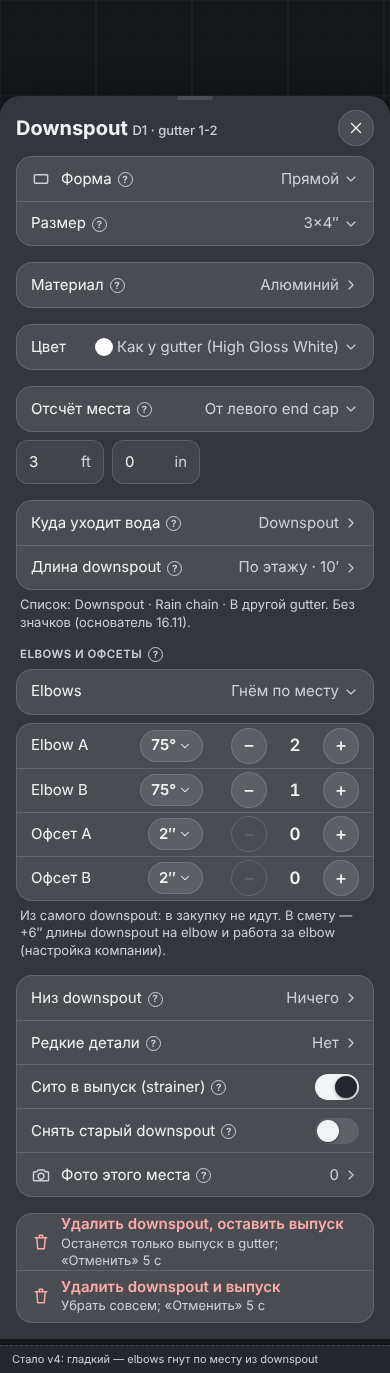 Downspout D1 · gutter 1-2
Форма ? Прямой
Размер ? 3×4″
Материал ? Алюминий
Цвет Как у gutter (High Gloss White)
Отсчёт места ? От левого end cap
3 ft 0 in
Куда уходит вода ? Downspout
Длина downspout ? По этажу · 10′
Список: Downspout · Rain chain · В другой gutter. Без
значков (основатель 16.11).
ELBOWS И ОФСЕТЫ ?
Elbows Гнём по месту
Elbow A 75° − 2 +
Elbow B 75° − 1 +
Офсет A 2″ − 0 +
Офсет B 2″ − 0 +
Из самого downspout: в закупку не идут. В смету —
+6″ длины downspout на elbow и работа за elbow
(настройка компании).
Низ downspout ? Ничего
Редкие детали ? Нет
Сито в выпуск (strainer) ?
Снять старый downspout ?
Фото этого места ? 0
Удалить downspout, оставить выпуск
Останется только выпуск в gutter;
«Отменить» 5 с
Удалить downspout и выпуск
Убрать совсем; «Отменить» 5 с
Стало v4: гладкий — elbows гнут по месту из downspout